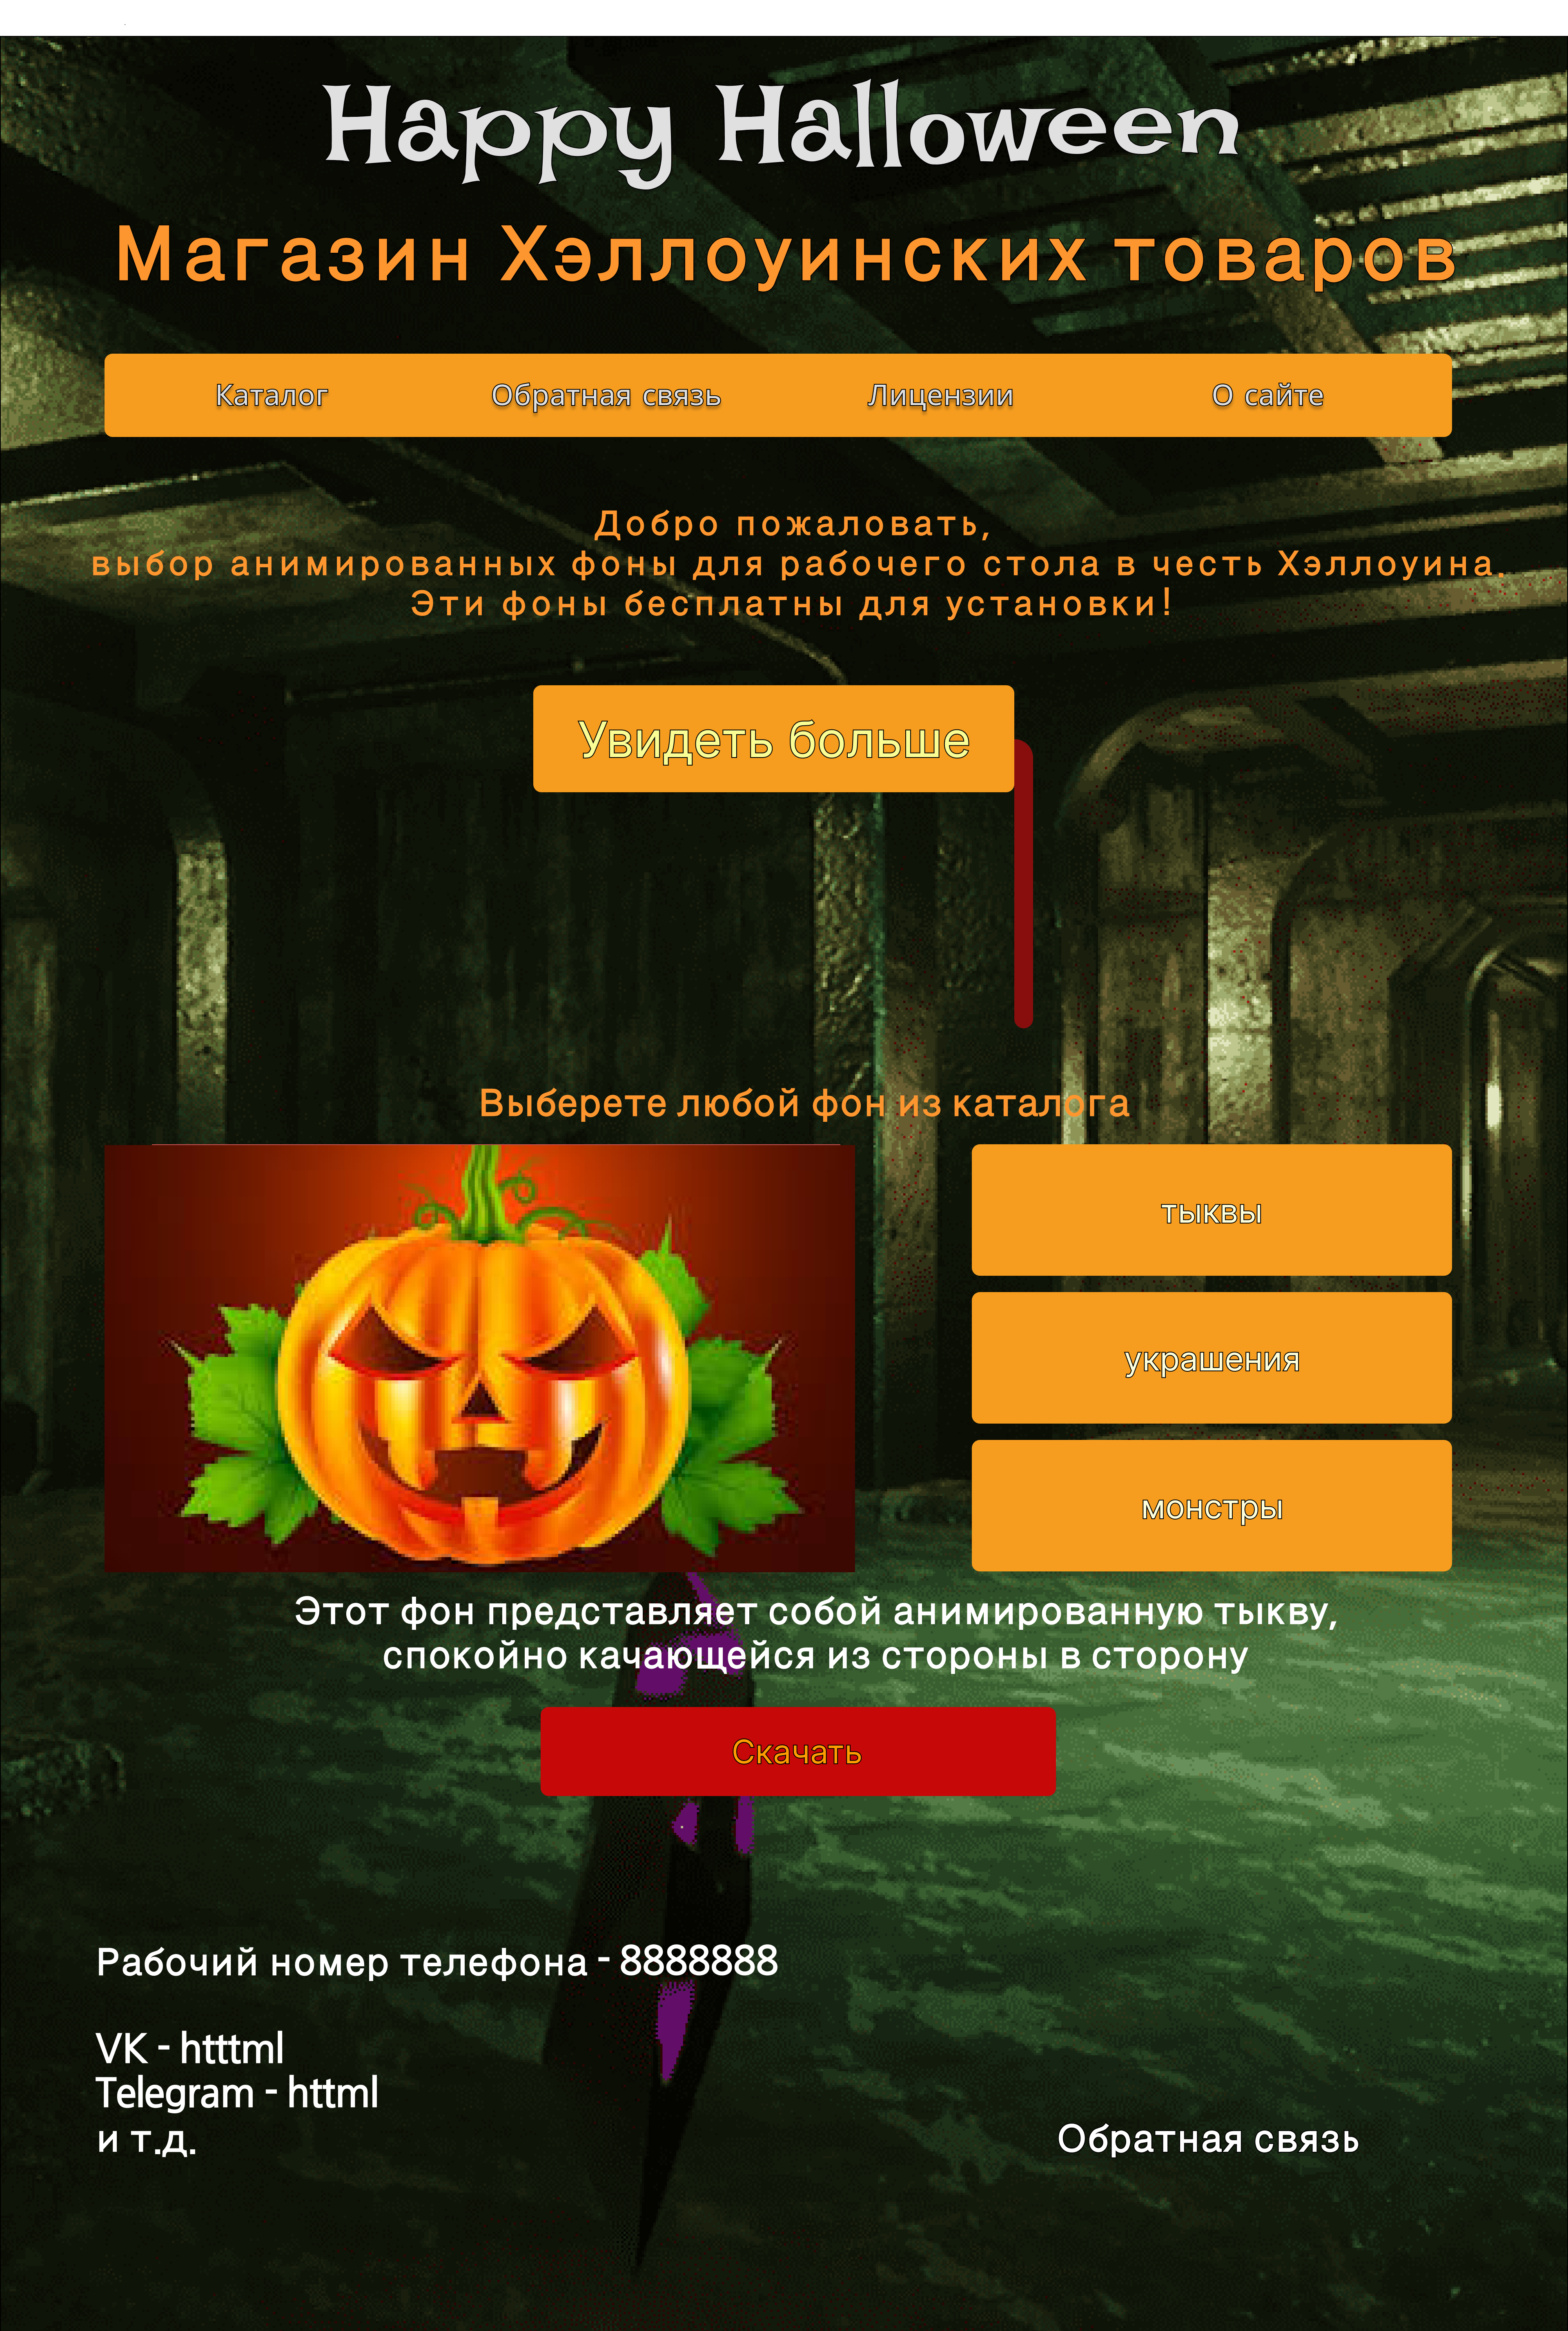 Happy Halloween
Магазин Хэллоуинских товаров
Каталог Обратная связь Лицензии О сайте
Добро пожаловать,
выбор анимированных фоны для рабочего стола в честь Хэллоуина.
Эти фоны бесплатны для установки!
Увидеть больше
Выберете любой фон из каталога
тыквы
украшения
монстры
Этот фон представляет собой анимированную тыкву,
спокойно качающейся из стороны в сторону
Скачать
Рабочий номер телефона - 8888888
VK - htttml
Telegram - httml
и т.д.
Обратная связь